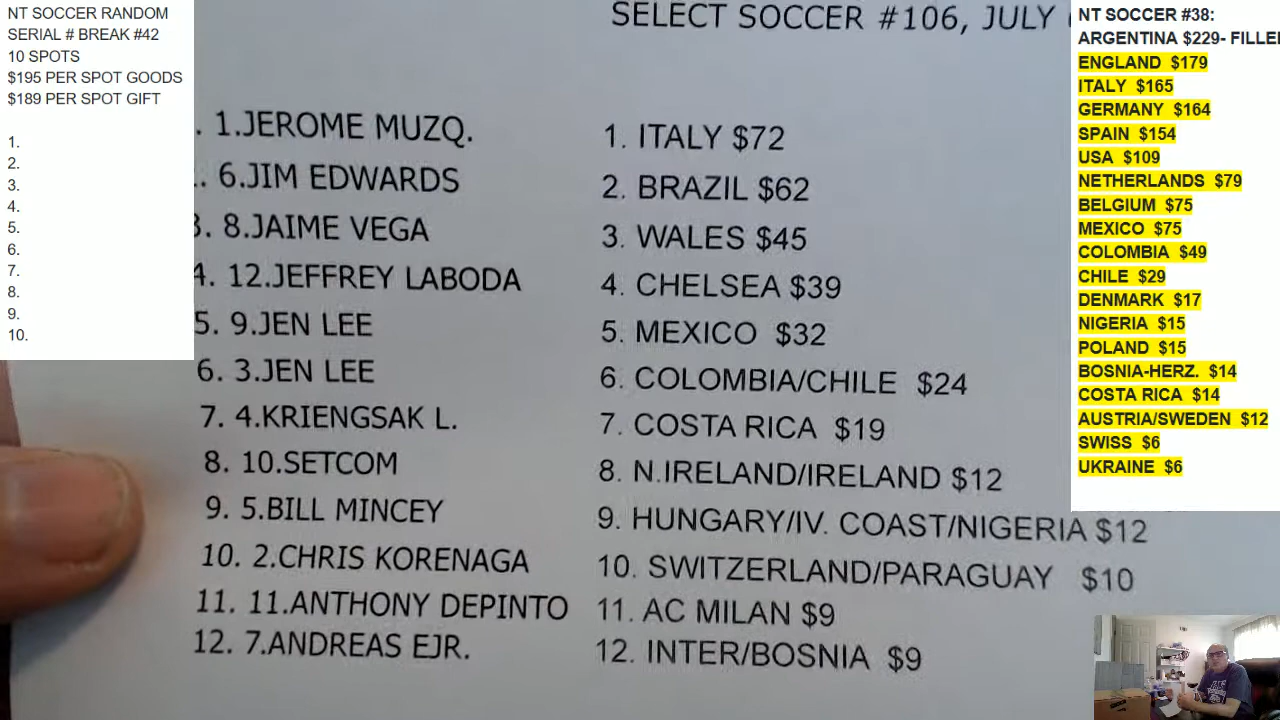 NT SOCCER RANDOM
SERIAL # BREAK #42
10 SPOTS
$195 PER SPOT GOODS
$189 PER SPOT GIFT
1.
2.
3.
4.
5.
6.
7.
8.
9.
10.
SELECT SOCCER #106, JULY
. 1.JEROME MUZQ. 1. ITALY $72
. 6.JIM EDWARDS 2. BRAZIL $62
3. 8.JAIME VEGA 3. WALES $45
4. 12.JEFFREY LABODA 4. CHELSEA $39
5. 9.JEN LEE 5. MEXICO $32
6. 3.JEN LEE 6. COLOMBIA/CHILE $24
7. 4.KRIENGSAK L. 7. COSTA RICA $19
8. 10.SETCOM 8. N.IRELAND/IRELAND $12
9. 5.BILL MINCEY 9. HUNGARY/IV. COAST/NIGERIA $12
10. 2.CHRIS KORENAGA 10. SWITZERLAND/PARAGUAY $10
11. 11.ANTHONY DEPINTO 11. AC MILAN $9
12. 7.ANDREAS EJR. 12. INTER/BOSNIA $9
NT SOCCER #38:
ARGENTINA $229- FILLE
ENGLAND $179
ITALY $165
GERMANY $164
SPAIN $154
USA $109
NETHERLANDS $79
BELGIUM $75
MEXICO $75
COLOMBIA $49
CHILE $29
DENMARK $17
NIGERIA $15
POLAND $15
BOSNIA-HERZ. $14
COSTA RICA $14
AUSTRIA/SWEDEN $12
SWISS $6
UKRAINE $6